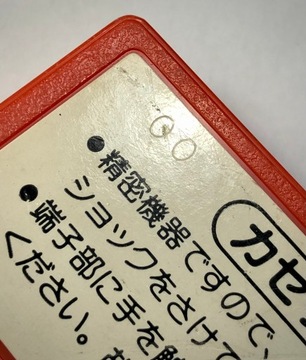 GO
カセ
●精密機器ですので、
ショックをさけて
●端子部に手を触
ください。